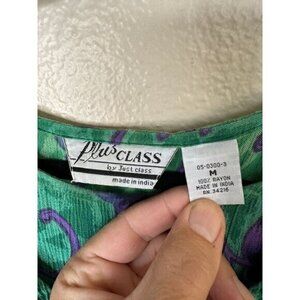 Plus CLASS
by Just class
made in india
05-0300-3
M
100% RAYON
MADE IN INDIA
RN 34216